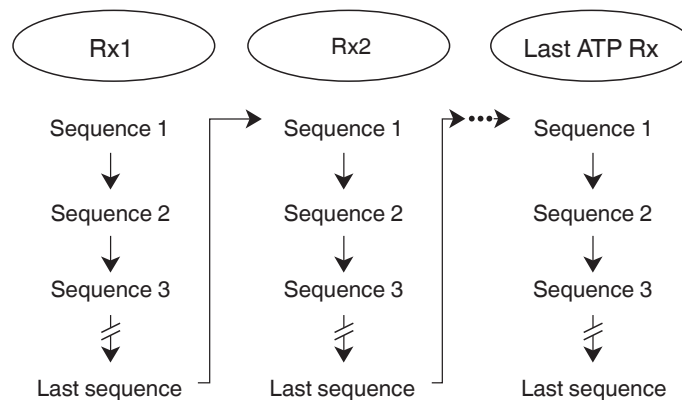 Rx1
Sequence 1
Sequence 2
Sequence 3
Last sequence
Rx2
Sequence 1
Sequence 2
Sequence 3
Last sequence
Last ATP Rx
Sequence 1
Sequence 2
Sequence 3
Last sequence